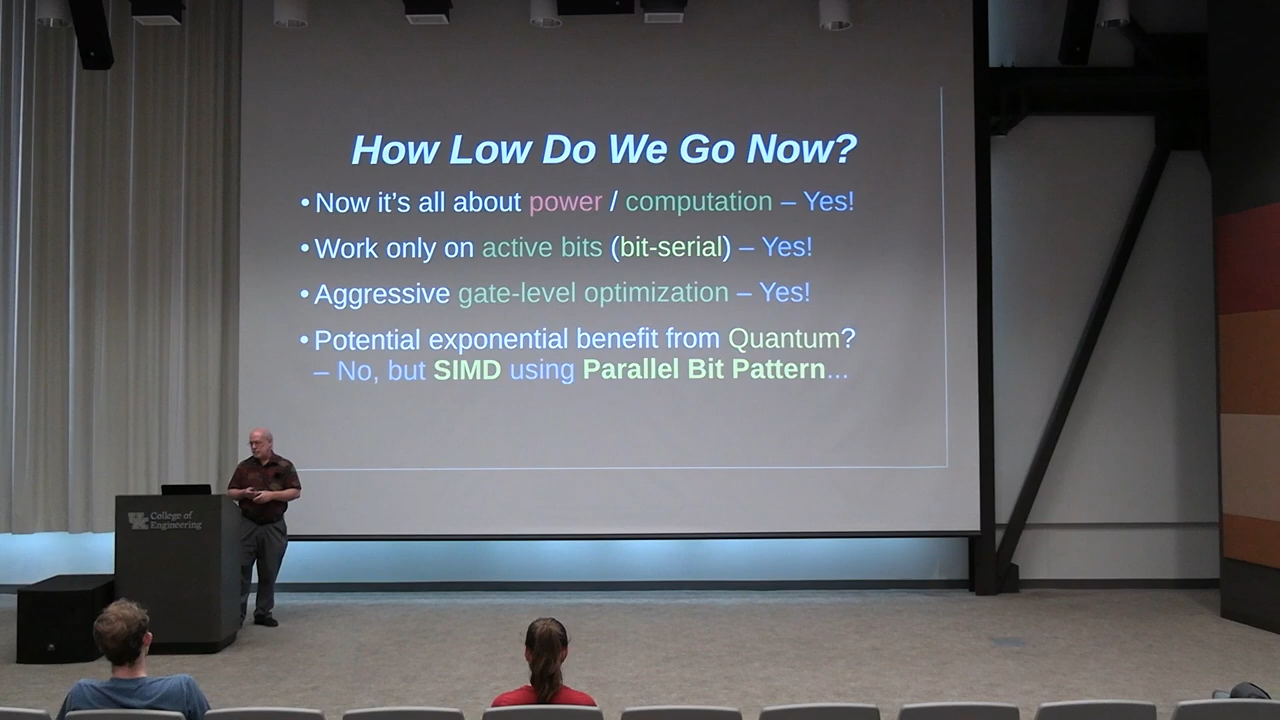 How Low Do We Go Now?
• Now it's all about power / computation – Yes!
• Work only on active bits (bit-serial) – Yes!
• Aggressive gate-level optimization – Yes!
• Potential exponential benefit from Quantum?
– No, but SIMD using Parallel Bit Pattern...
UK College of
Engineering